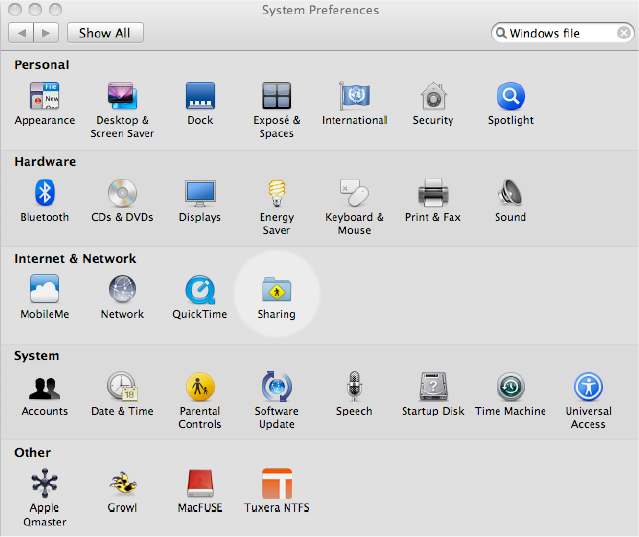 System Preferences
Show All
Windows file
Personal
Appearance
Desktop &
Screen Saver
Dock
Exposé &
Spaces
International
Security
Spotlight
Hardware
Bluetooth
CDs & DVDs
Displays
Energy
Saver
Keyboard &
Mouse
Print & Fax
Sound
Internet & Network
MobileMe
Network
QuickTime
Sharing
System
Accounts
18
Date & Time
Parental
Controls
Software
Update
Speech
?
Startup Disk
Time Machine
Universal
Access
Other
Apple
Qmaster
Growl
MacFUSE
Tuxera NTFS